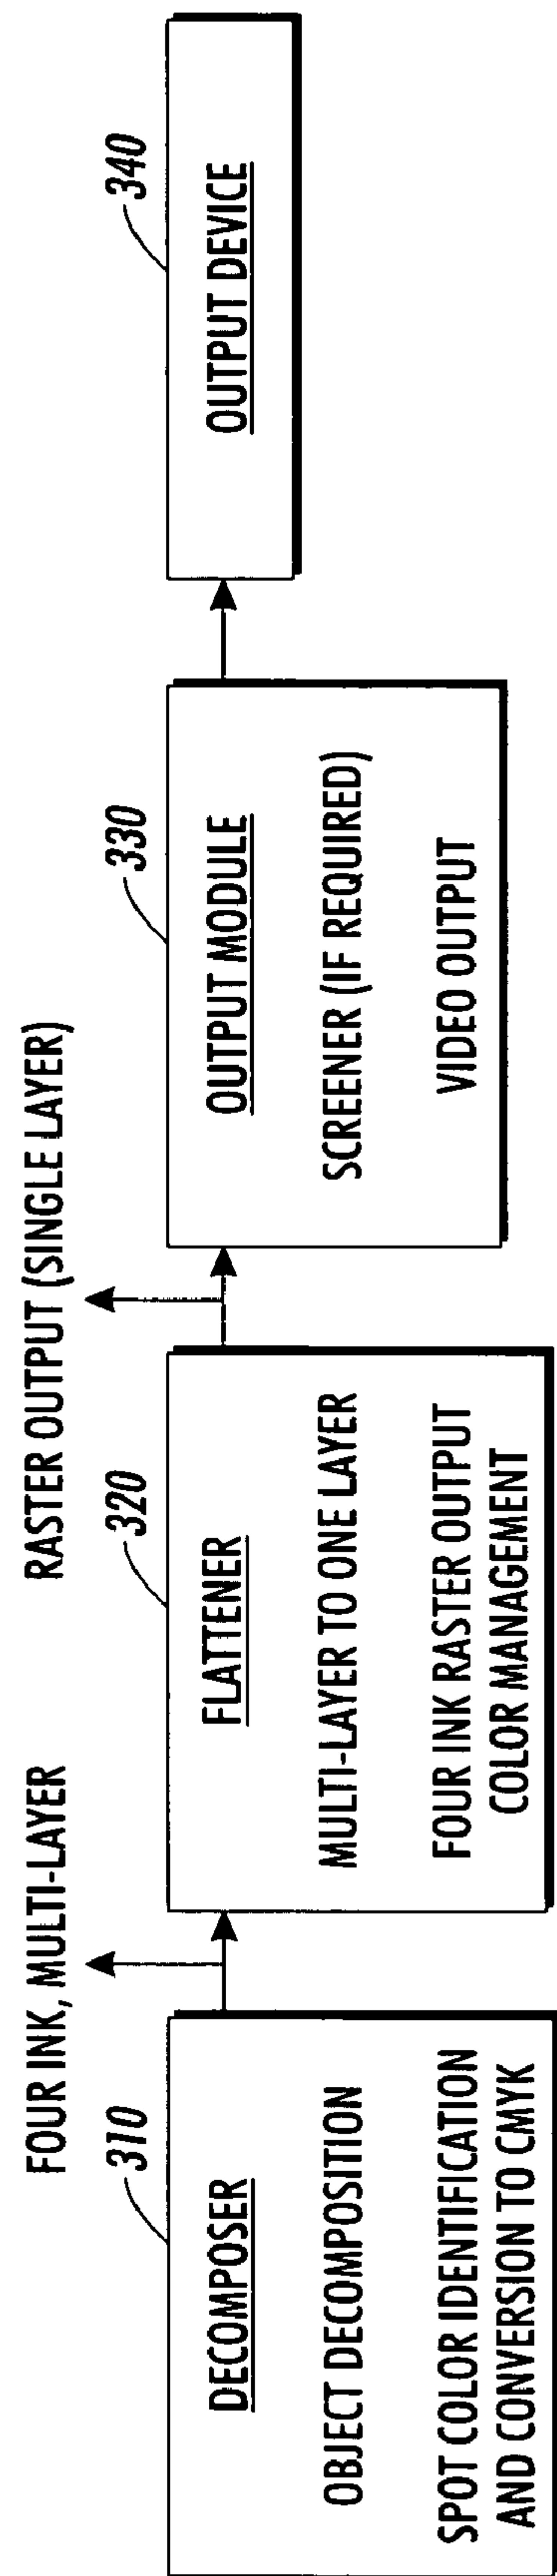 FOUR INK, MULTI-LAYER
310
DECOMPOSER
OBJECT DECOMPOSITION
SPOT COLOR IDENTIFICATION
AND CONVERSION TO CMYK
RASTER OUTPUT (SINGLE LAYER)
320
FLATTENER
MULTI-LAYER TO ONE LAYER
FOUR INK RASTER OUTPUT
COLOR MANAGEMENT
330
OUTPUT MODULE
SCREENER (IF REQUIRED)
VIDEO OUTPUT
340
OUTPUT DEVICE